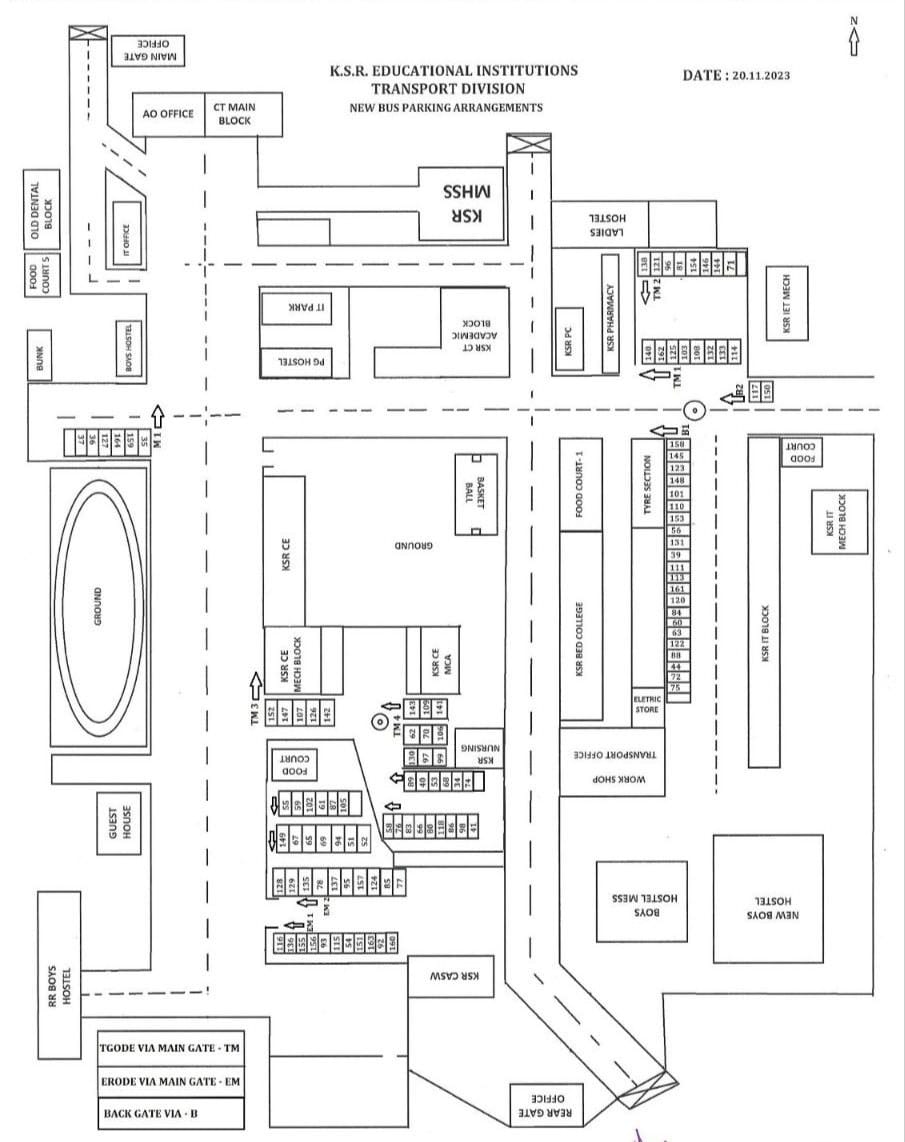 N
MAIN GATE
OFFICE
K.S.R. EDUCATIONAL INSTITUTIONS
TRANSPORT DIVISION
NEW BUS PARKING ARRANGEMENTS
DATE : 20.11.2023
AO OFFICE
CT MAIN
BLOCK
OLD DENTAL
BLOCK
IT OFFICE
FOOD
COURT 5
KSR
MHSS
LADIES
HOSTEL
138
121
96
81
154
146
144
71
TM 2
KSR IET MECH
IT PARK
KSR CT
ACADEMIC
BLOCK
KSR PC
KSR PHARMACY
BUNK
BOYS HOSTEL
PG HOSTEL
140
162
125
103
108
132
133
114
TM 1
B2
117
150
37
36
127
164
159
35
M 1
B1
158
145
123
148
101
110
153
56
131
39
111
113
161
120
84
60
63
122
88
44
72
75
FOOD
COURT
KSR IT
MECH BLOCK
BASKET
BALL
FOOD COURT- 1
TYRE SECTION
GROUND
KSR CE
GROUND
KSR BED COLLEGE
KSR IT BLOCK
KSR CE
MECH BLOCK
KSR CE
MCA
ELETRIC
STORE
TM 3
152
147
107
126
142
TM 4
143
109
141
62
70
106
130
97
99
KSR
NURSING
WORK SHOP
TRANSPORT OFFICE
FOOD
COURT
89
40
53
68
34
74
GUEST
HOUSE
55
59
102
61
87
105
58
76
83
66
80
118
86
98
41
149
67
65
69
94
51
52
128
129
135
78
137
95
157
124
85
77
EM 2
EM 1
116
136
155
156
93
115
54
151
163
92
160
BOYS
HOSTEL MESS
NEW BOYS
HOSTEL
RR BOYS
HOSTEL
KSR CASW
TGODE VIA MAIN GATE - TM
ERODE VIA MAIN GATE - EM
BACK GATE VIA - B
REAR GATE
OFFICE